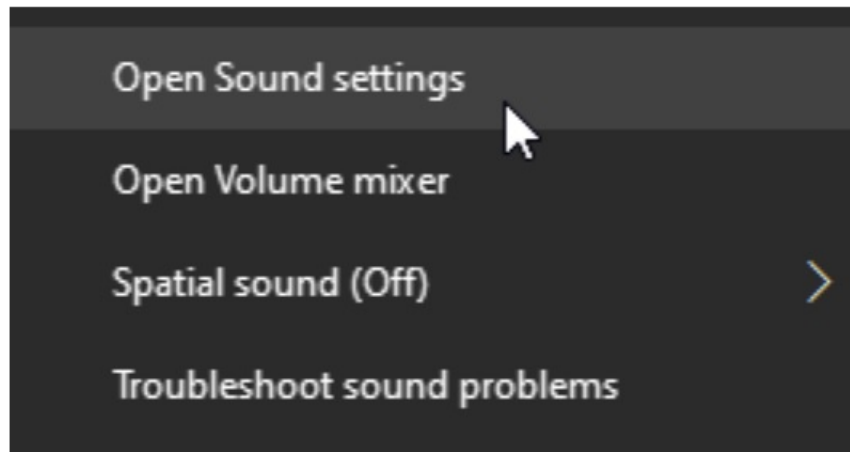 Open Sound settings
Open Volume mixer
Spatial sound (Off)
Troubleshoot sound problems